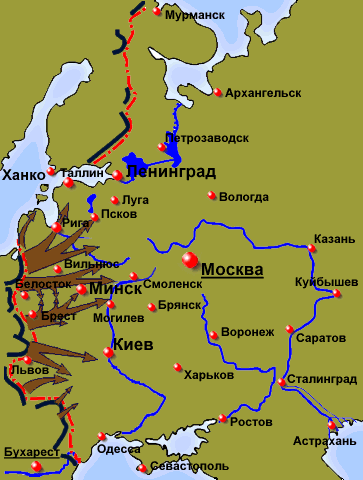 Мурманск
Архангельск
Петрозаводск
Ханко
Таллин
Ленинград
Луга
Вологда
Псков
Рига
Казань
Вильнюс
Москва
Белосток
Смоленск
Куйбышев
Минск
Брест
Могилев
Брянск
Воронеж
Саратов
Киев
Львов
Харьков
Сталинград
Ростов
Астрахань
Одесса
Бухарест
Севастополь